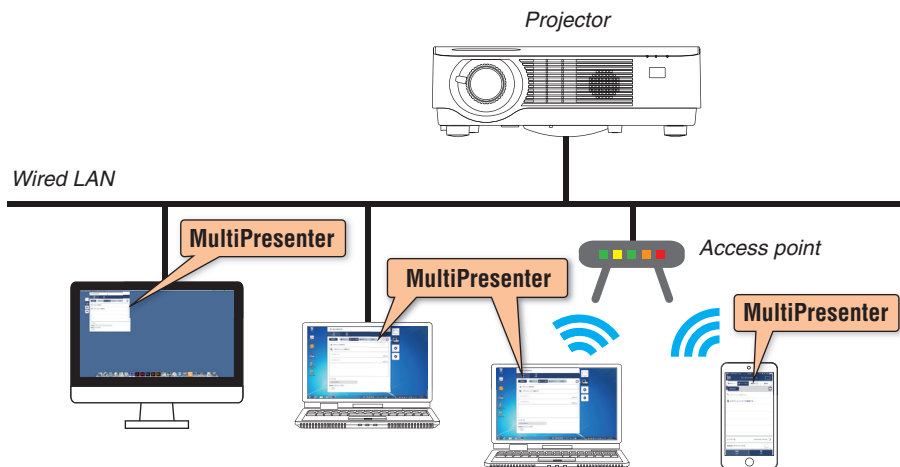 Projector
Wired LAN
MultiPresenter
MultiPresenter
Access point
MultiPresenter